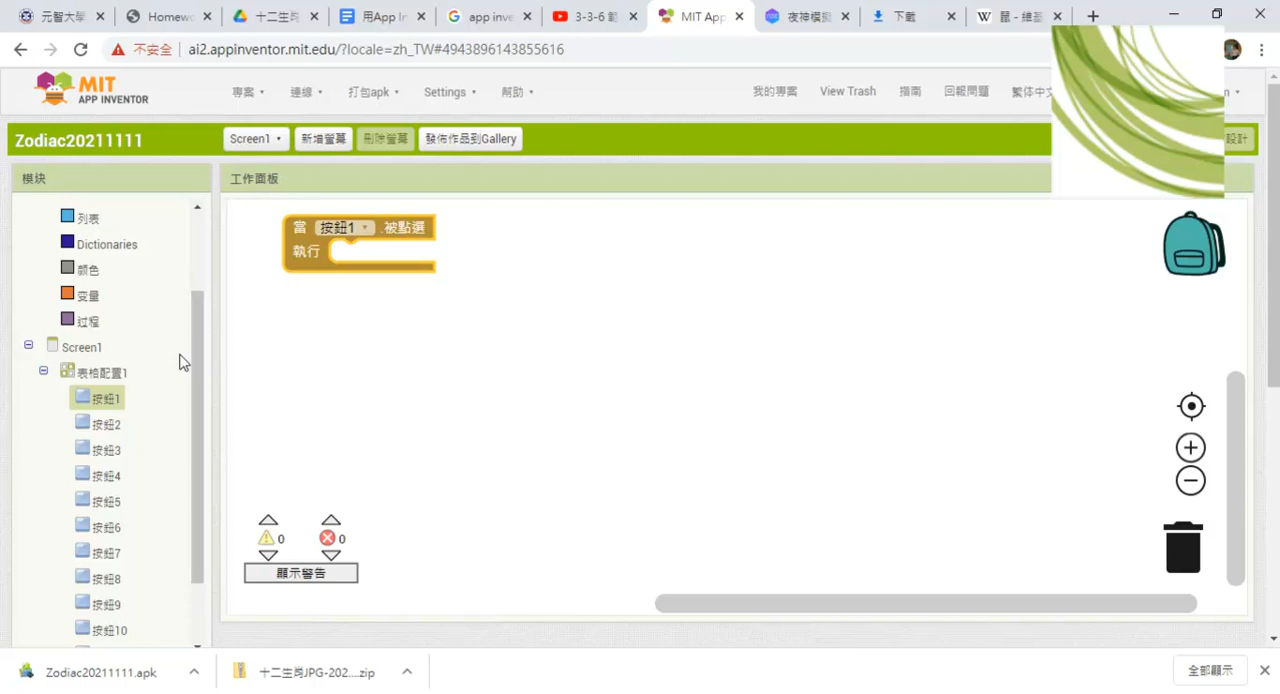 元智大學
Homew
十二生肖
用App In
app inve
3-3-6 範
MIT App
夜神模擬
下載
鼠 - 維基
不安全
ai2.appinventor.mit.edu/?locale=zh_TW#4943896143855616
MIT
APP INVENTOR
專案
連線
打包apk
Settings
幫助
我的專案
View Trash
指南
回報問題
繁体中文
Zodiac20211111
Screen1
新增螢幕
刪除螢幕
發佈作品到Gallery
設計
模块
工作面板
列表
Dictionaries
顏色
变量
过程
Screen1
表格配置1
按鈕1
按鈕2
按鈕3
按鈕4
按鈕5
按鈕6
按鈕7
按鈕8
按鈕9
按鈕10
當 按鈕1 .被點選
執行
0
0
顯示警告
Zodiac20211111.apk
十二生肖JPG-202....zip
全部顯示